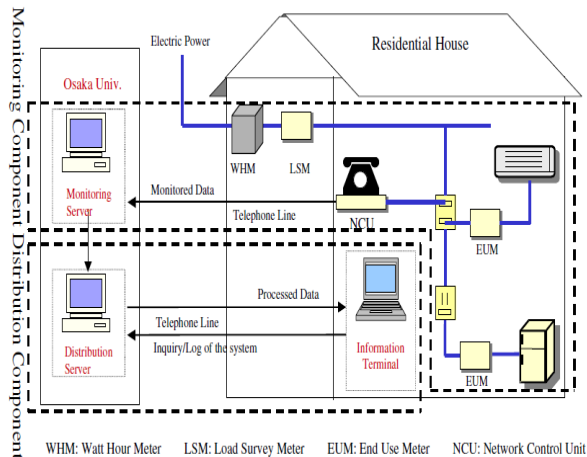 Monitoring Component
Distribution Component
Electric Power
Residential House
Osaka Univ.
WHM
LSM
Monitoring
Server
Monitored Data
Telephone Line
NCU
EUM
Processed Data
Telephone Line
Inquiry/Log of the system
Distribution
Server
Information
Terminal
EUM
WHM: Watt Hour Meter LSM: Load Survey Meter EUM: End Use Meter NCU: Network Control Unit